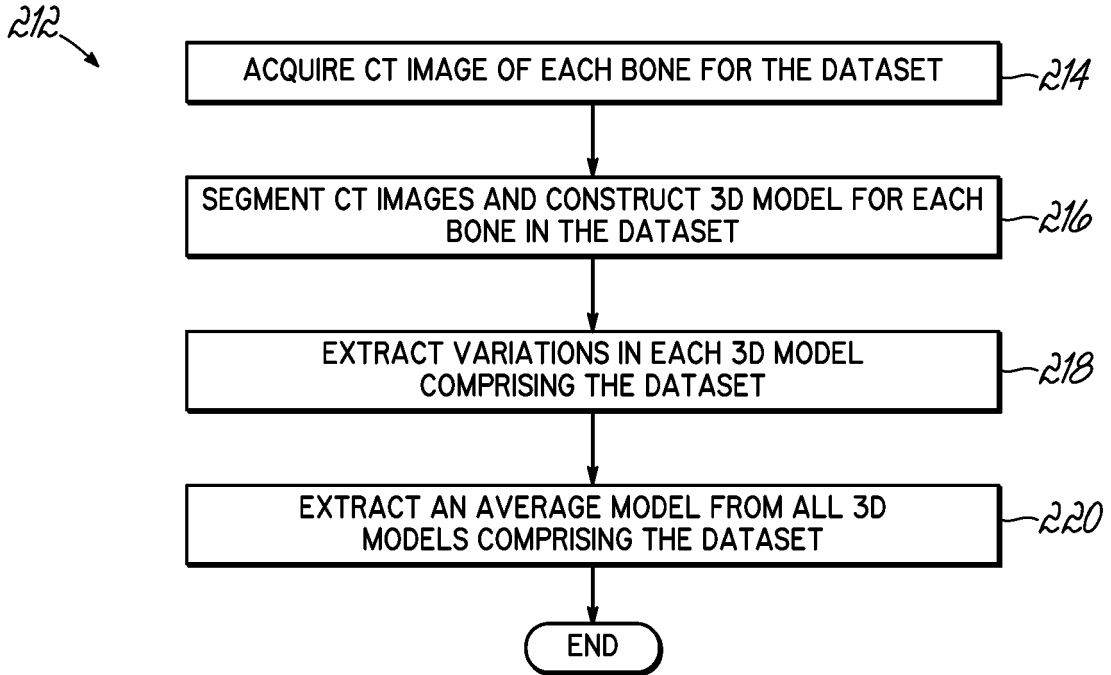 212
ACQUIRE CT IMAGE OF EACH BONE FOR THE DATASET
214
SEGMENT CT IMAGES AND CONSTRUCT 3D MODEL FOR EACH
BONE IN THE DATASET
216
EXTRACT VARIATIONS IN EACH 3D MODEL
COMPRISING THE DATASET
218
EXTRACT AN AVERAGE MODEL FROM ALL 3D
MODELS COMPRISING THE DATASET
220
END